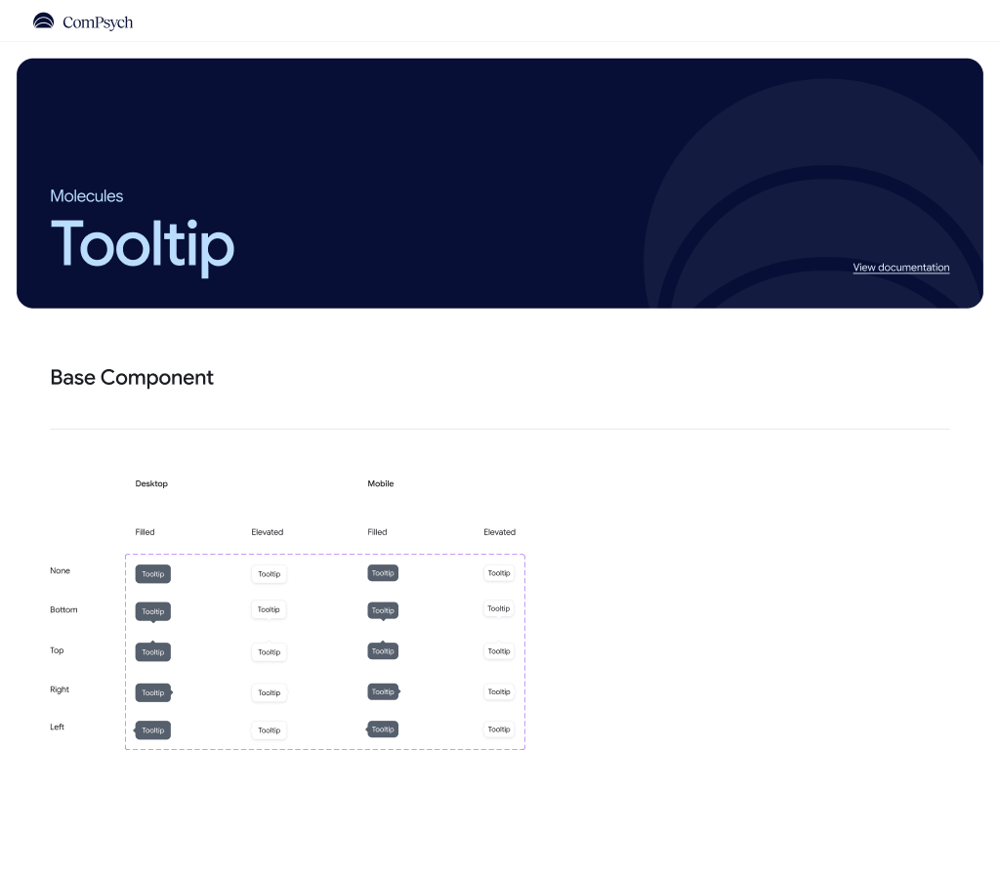 ComPsych
Molecules
Tooltip
View documentation
Base Component
Desktop Mobile
Filled Elevated Filled Elevated
None Tooltip Tooltip Tooltip Tooltip
Bottom Tooltip Tooltip Tooltip Tooltip
Top Tooltip Tooltip Tooltip Tooltip
Right Tooltip Tooltip Tooltip Tooltip
Left Tooltip Tooltip Tooltip Tooltip